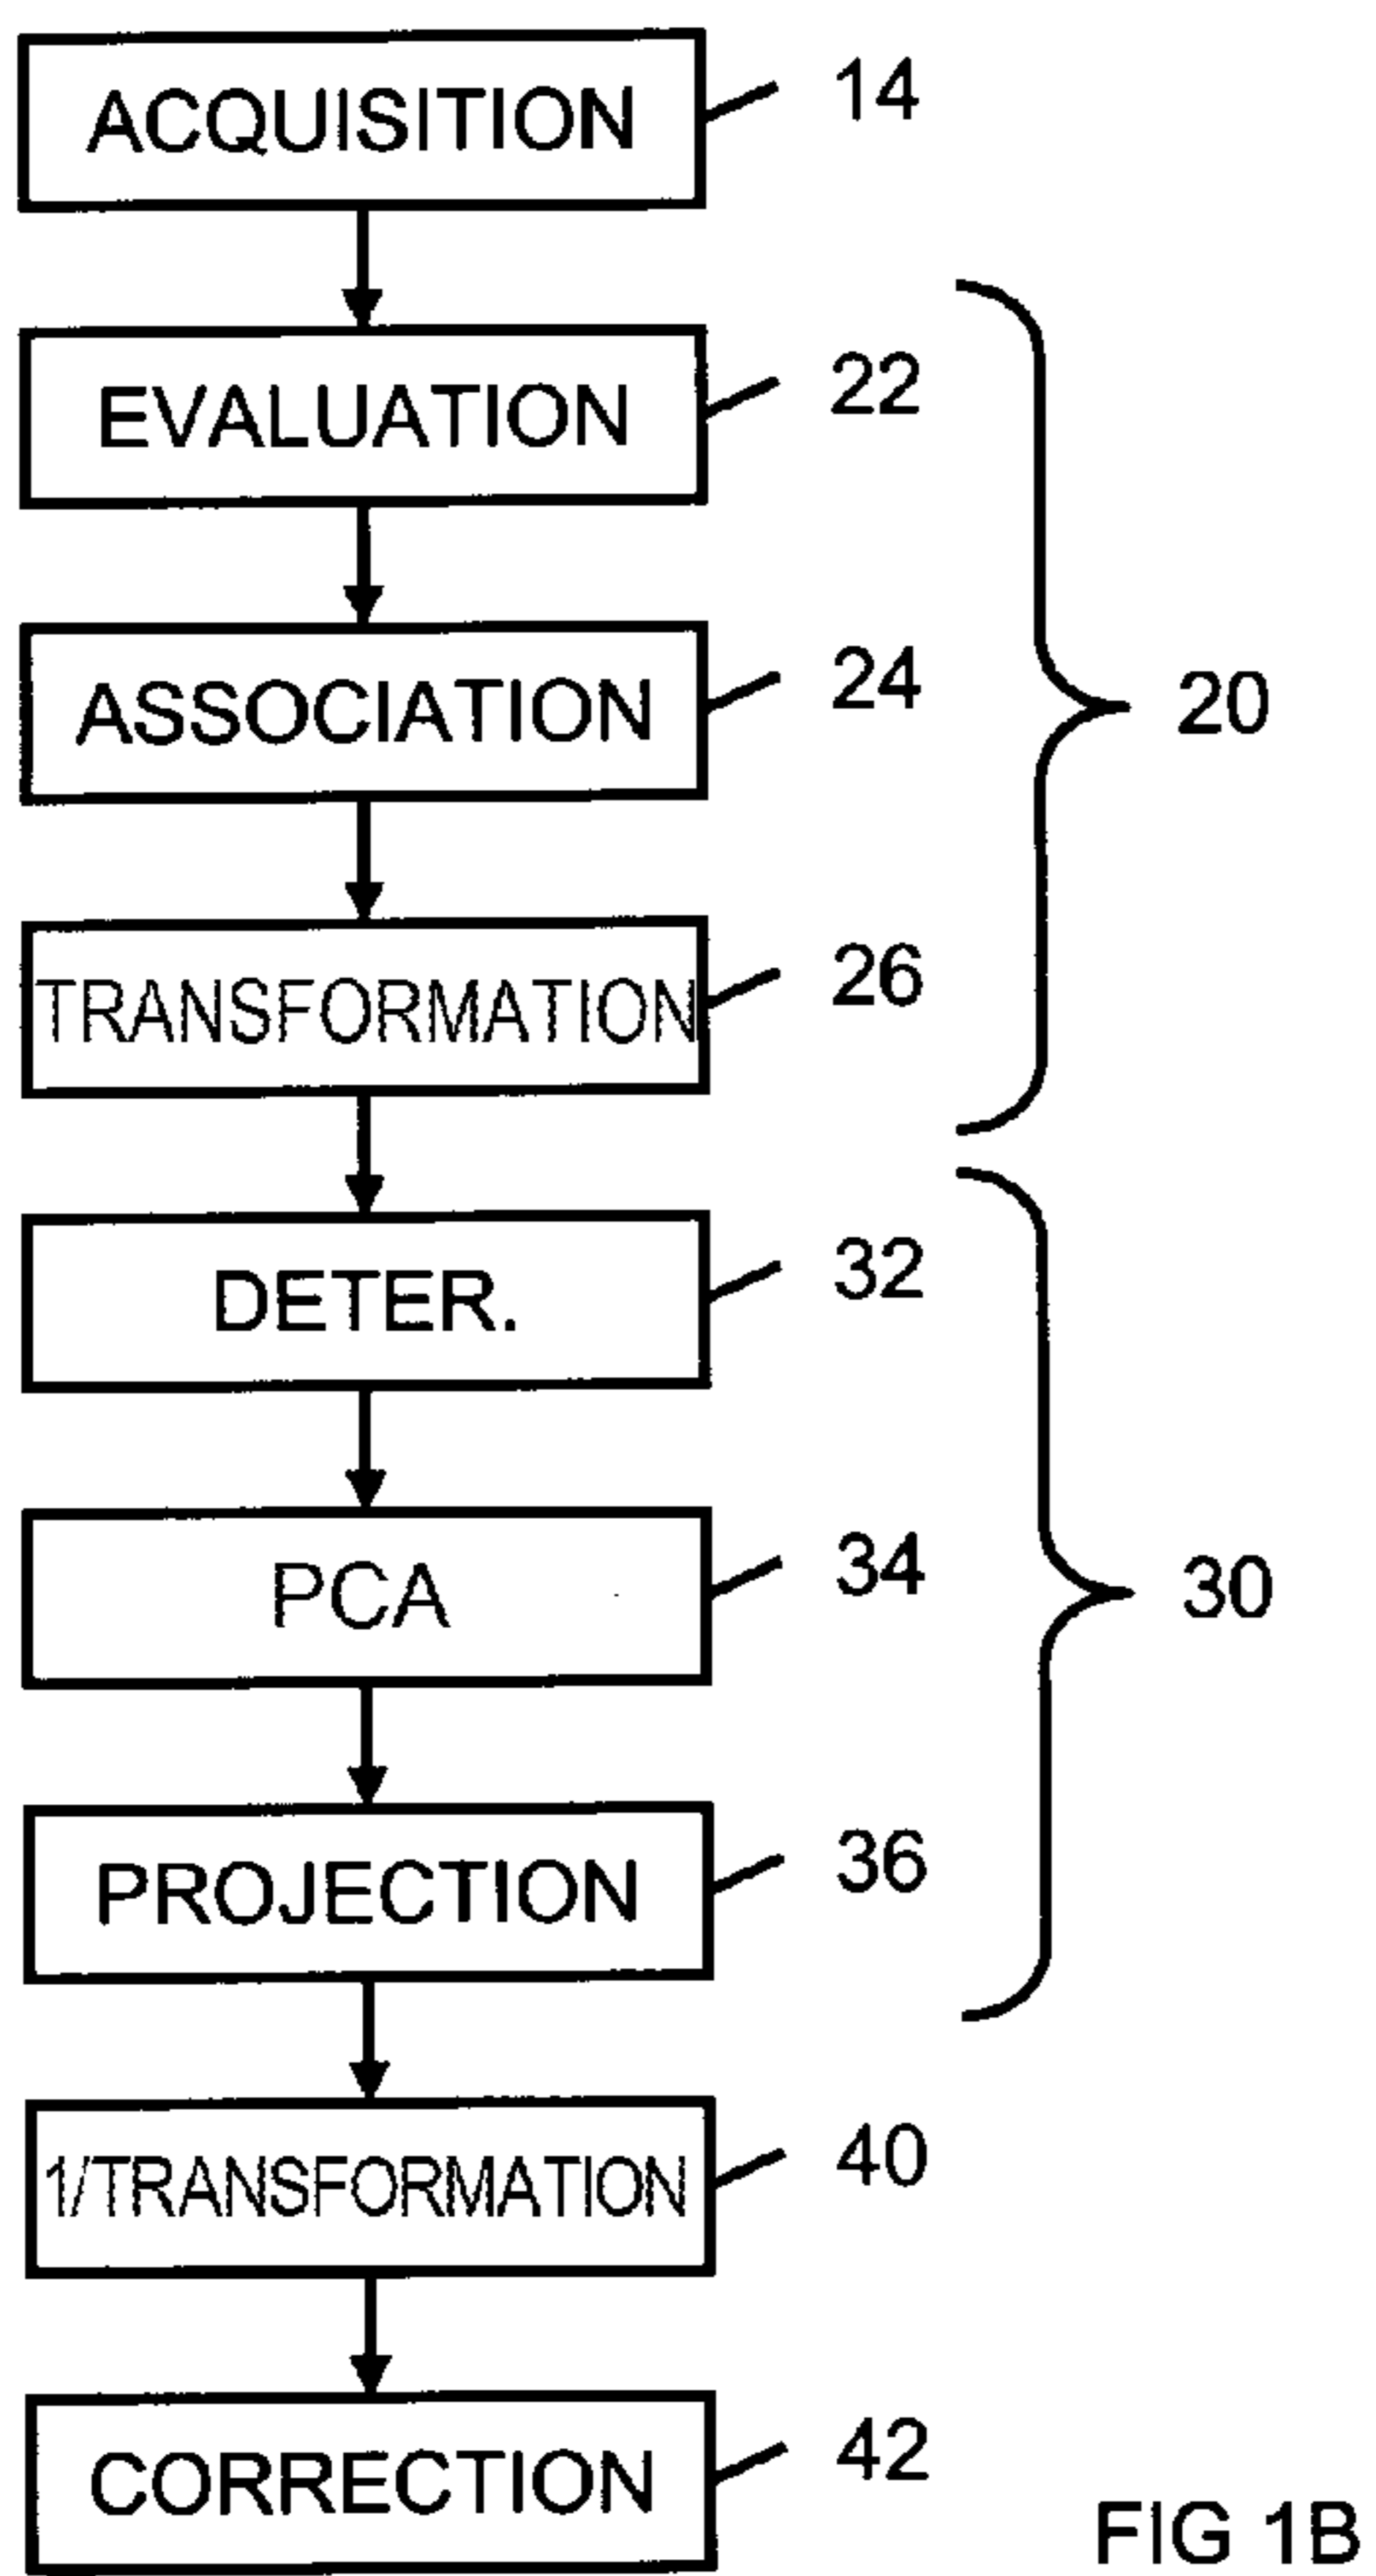 ACQUISITION 14
EVALUATION 22
ASSOCIATION 24
20
TRANSFORMATION 26
DETER. 32
PCA 34
30
PROJECTION 36
1/TRANSFORMATION 40
CORRECTION 42
FIG 1B